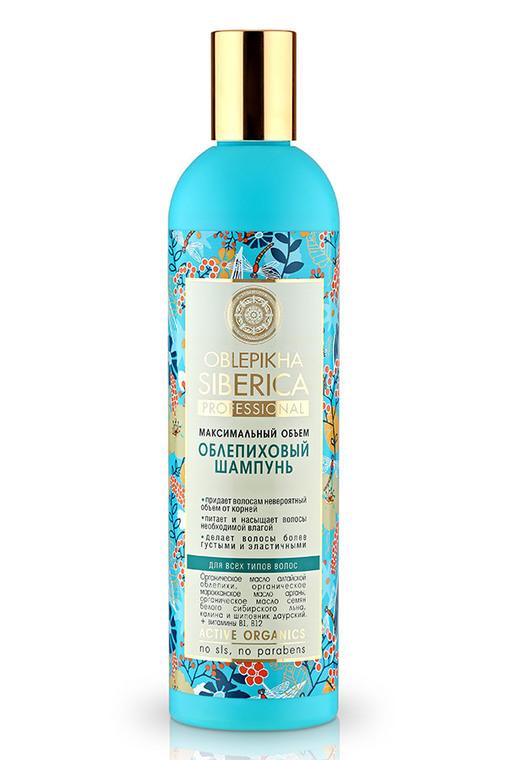 OBLEPIKHA
SIBERICA
PROFESSIONAL
МАКСИМАЛЬНЫЙ ОБЪЕМ
ОБЛЕПИХОВЫЙ
ШАМПУНЬ
•придает волосам невероятный
объем от корней
•питает и насыщает волосы
необходимой влагой
•делает волосы более
густыми и эластичными
для всех типов волос
Органическое масло алтайской
облепихи, органическое
марокканское масло арганы,
органическое масло семян
белого сибирского льна,
калина и шиповник даурский.
+ витамины B1, B12
ACTIVE ORGANICS
no sls, no parabens